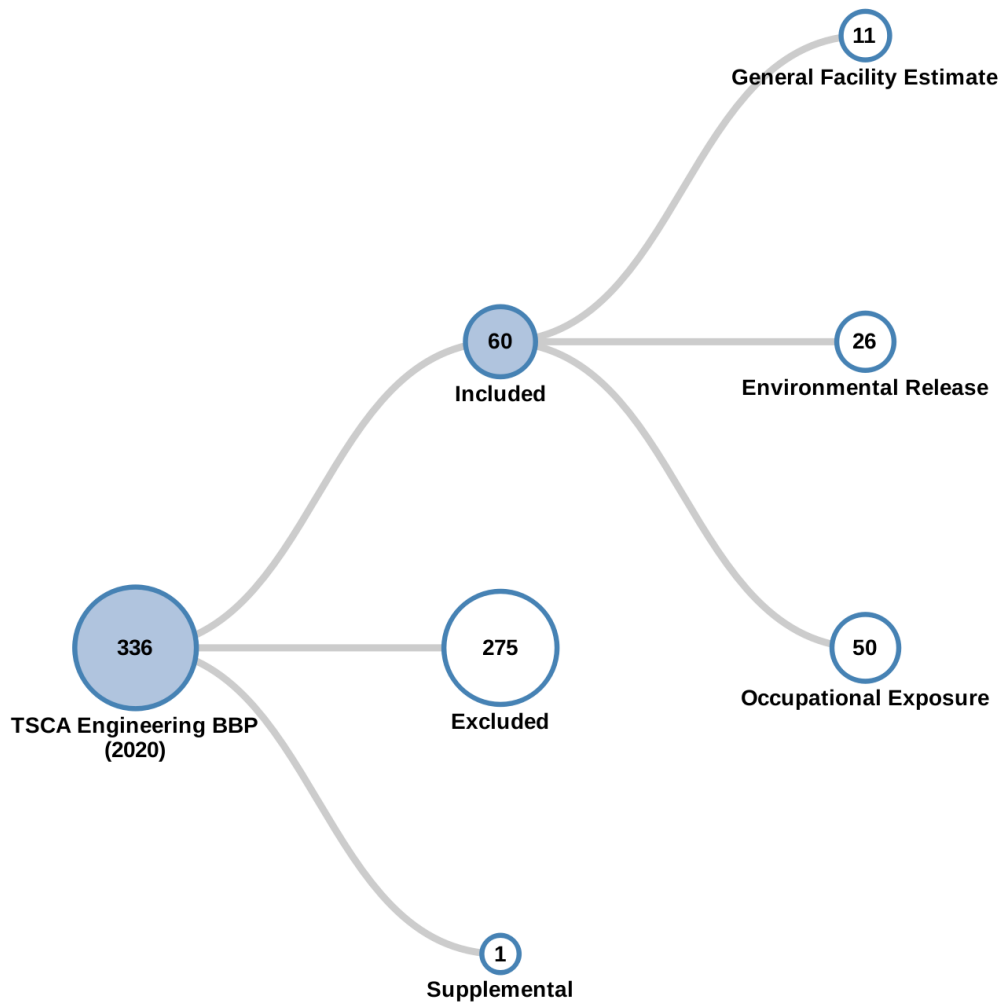 11
General Facility Estimate
60
Included
26
Environmental Release
336
TSCA Engineering BBP
(2020)
275
Excluded
50
Occupational Exposure
1
Supplemental